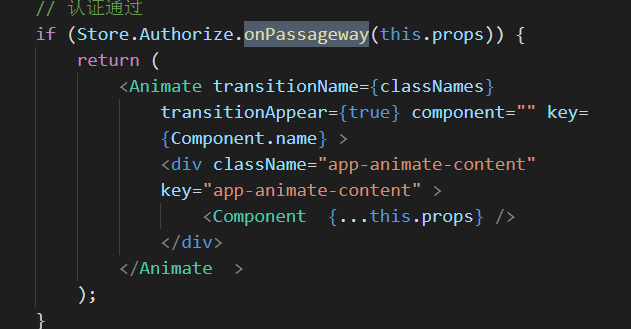 // 认证通过
if (Store.Authorize.onPassageway(this.props)) {
return (
<Animate transitionName={classNames}
transitionAppear={true} component="" key=
{Component.name} >
<div className="app-animate-content"
key="app-animate-content" >
<Component  {...this.props} />
</div>
</Animate  >
);
}